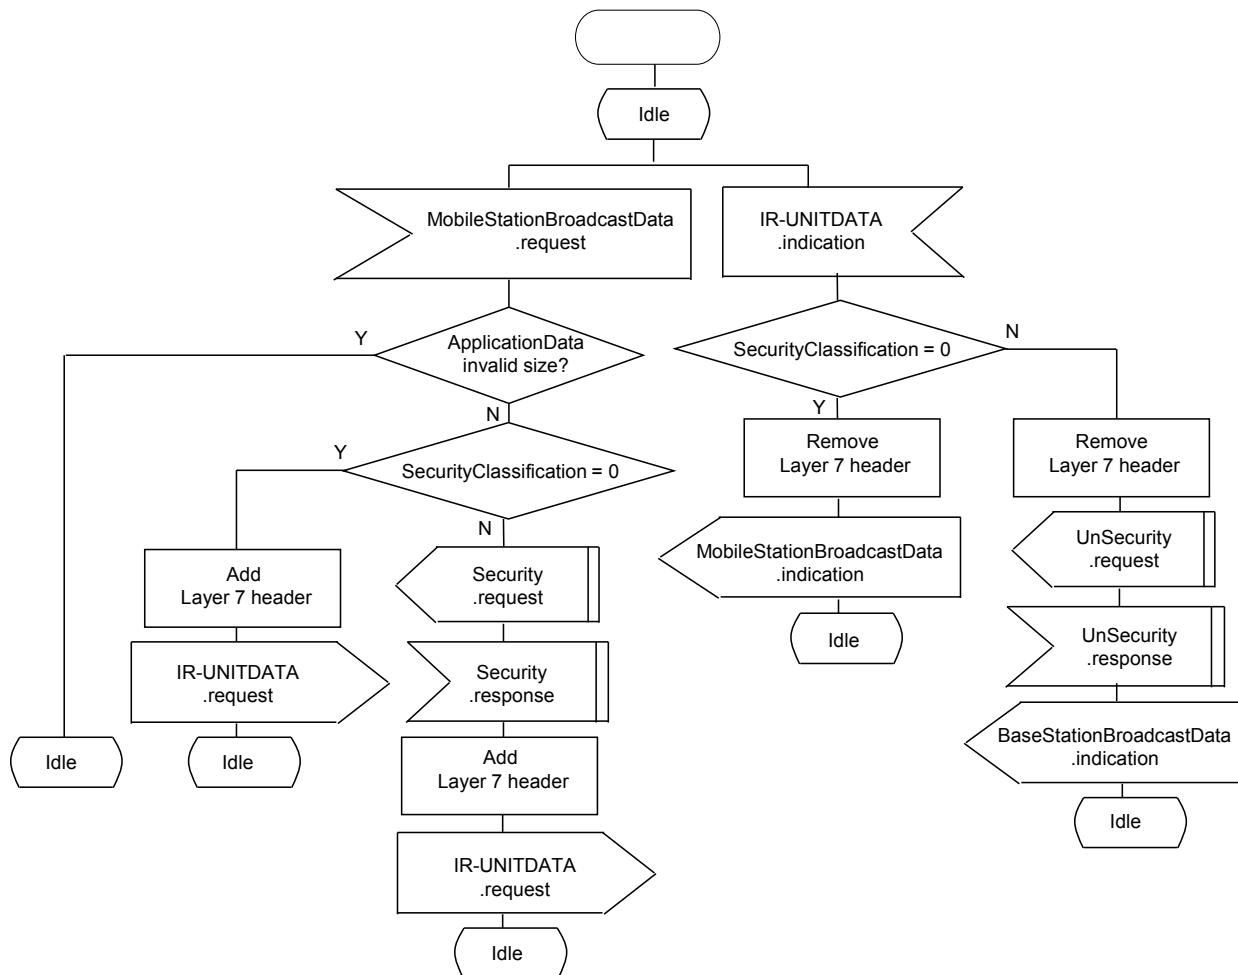 Idle
MobileStationBroadcastData
.request
IR-UNITDATA
.indication
Y
ApplicationData
invalid size?
N
SecurityClassification = 0
N
Y
Y
SecurityClassification = 0
N
Remove
Layer 7 header
Remove
Layer 7 header
Add
Layer 7 header
Security
.request
MobileStationBroadcastData
.indication
UnSecurity
.request
Idle
UnSecurity
.response
IR-UNITDATA
.request
Security
.response
BaseStationBroadcastData
.indication
Idle
Idle
Add
Layer 7 header
Idle
IR-UNITDATA
.request
Idle